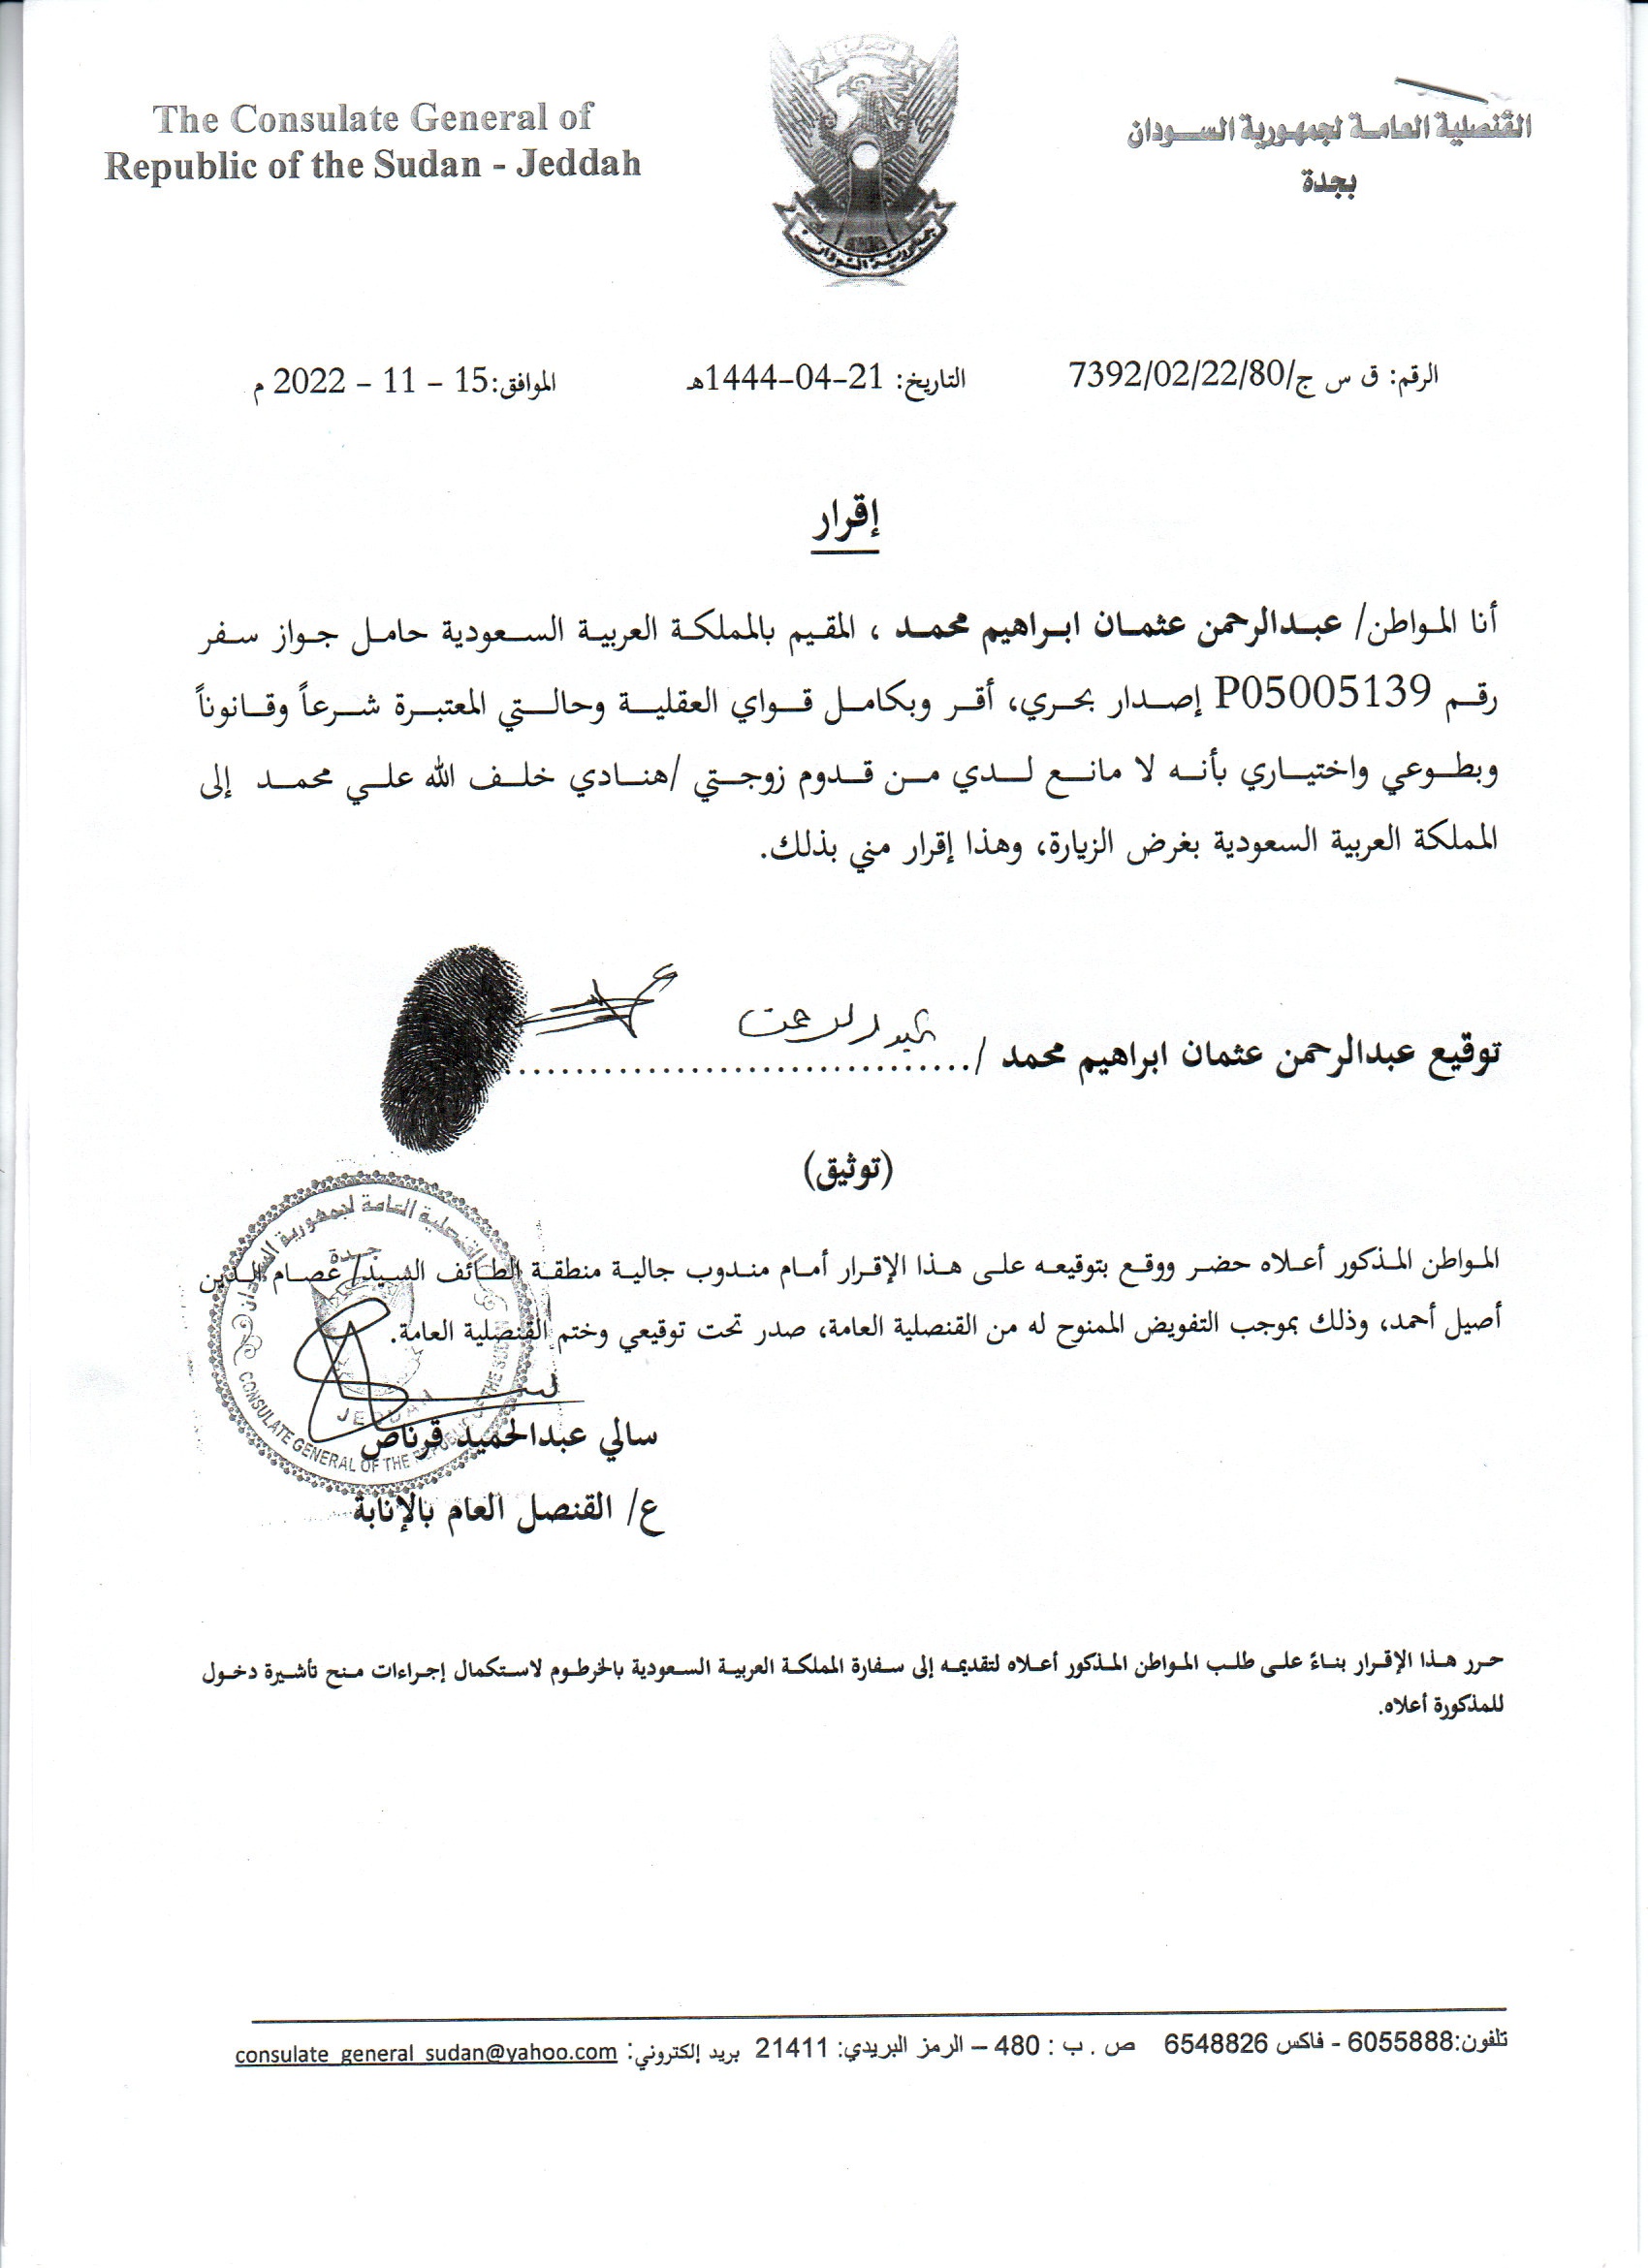 The Consulate General of
Republic of the Sudan - Jeddah
القنصلية العامة لجمهورية السودان
بجدة
جمهورية السودان
الرقم: ق س ج/7392/02/22/80
التاريخ: 21-04-1444هـ
الموافق:15 – 11 – 2022 م
إقرار
أنا المواطن/ عبدالرحمن عثمان ابراهيم محمد ، المقيم بالمملكة العربية السعودية حامل جواز سفر
رقم P05005139 إصدار بحري، أقر وبكامل قواي العقلية وحالتي المعتبرة شرعاً وقانوناً
وبطوعي واختياري بأنه لا مانع لدي من قدوم زوجتي /هنادي خلف الله علي محمد إلى
المملكة العربية السعودية بغرض الزيارة، وهذا إقرار مني بذلك.
عبدالرحمن
توقيع عبدالرحمن عثمان ابراهيم محمد /.................................
(توثيق)
المواطن المذكور أعلاه حضر ووقع بتوقيعه على هذا الإقرار أمام مندوب جالية منطقة الطائف السيد/ عصام الدين
أصيل أحمد، وذلك بموجب التفويض الممنوح له من القنصلية العامة، صدر تحت توقيعي وختم القنصلية العامة.
القنصلية العامة لجمهورية السودان
جدة
JEDDAH
CONSULATE GENERAL OF THE REPUBLIC OF THE SUDAN
سالي عبدالحميد قرناص
ع/ القنصل العام بالإنابة
حرر هذا الإقرار بناءً على طلب المواطن المذكور أعلاه لتقديمه إلى سفارة المملكة العربية السعودية بالخرطوم لاستكمال إجراءات منح تأشيرة دخول
للمذكورة أعلاه.
تلفون:6055888 - فاكس 6548826 ص . ب : 480 – الرمز البريدي: 21411 بريد إلكتروني: consulate_general_sudan@yahoo.com